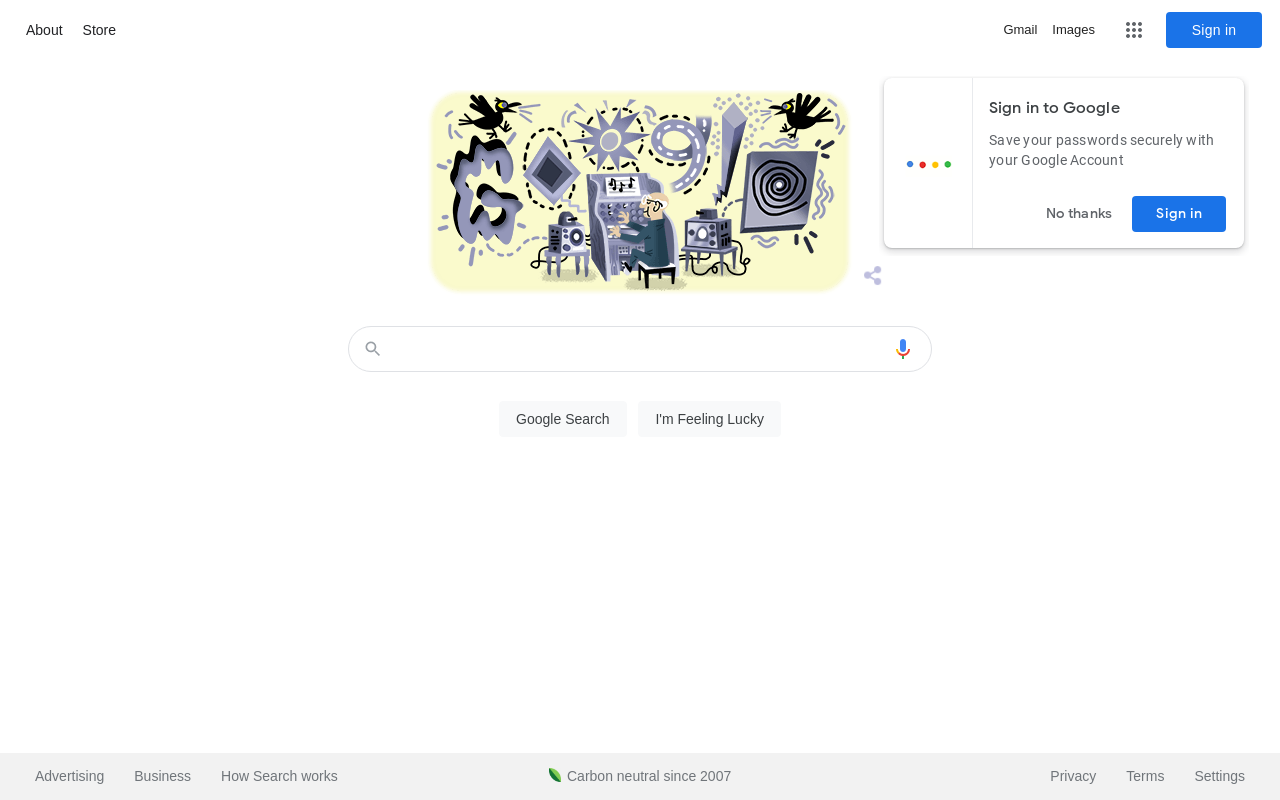 About Store
Gmail Images Sign in
Sign in to Google
Save your passwords securely with
your Google Account
No thanks Sign in
Google Search I'm Feeling Lucky
Advertising Business How Search works
Carbon neutral since 2007
Privacy Terms Settings